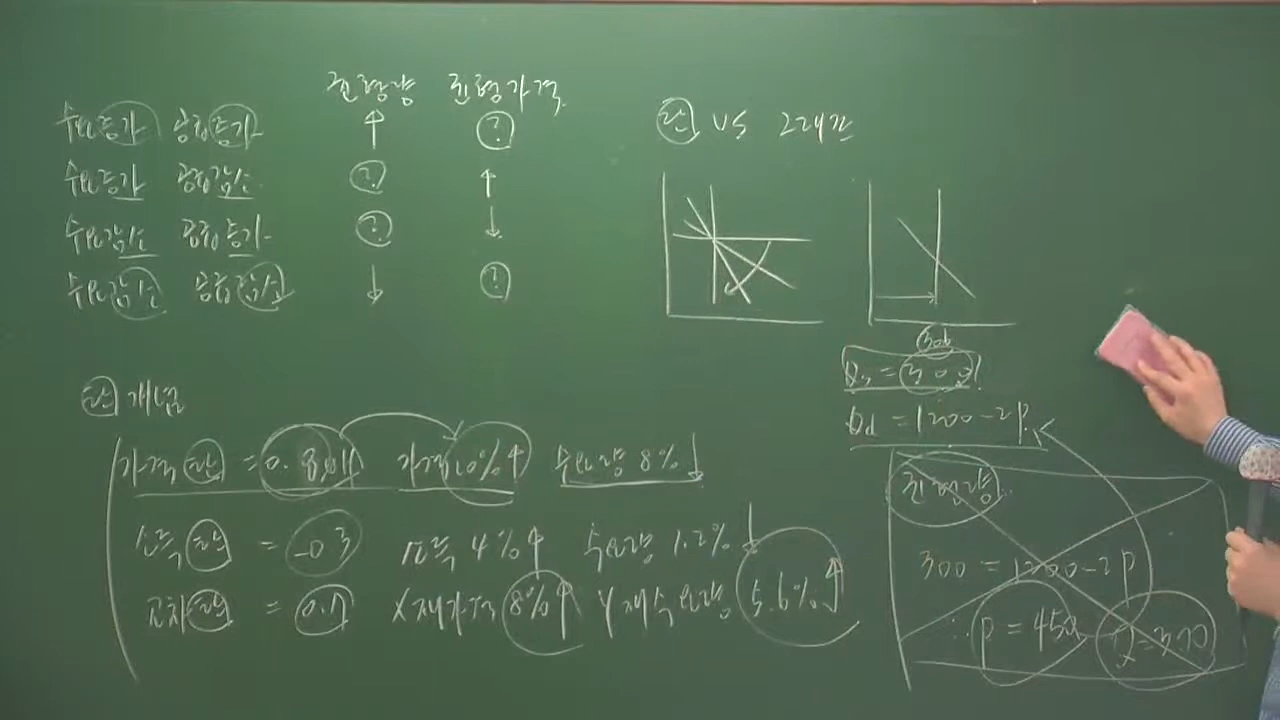 균형량 균형가격
수요증가 공급증가 ↑ ?
수요증가 공급감소 ? ↑
수요감소 공급증가 ? ↓
수요감소 공급감소 ↓ ?
탄 VS 그래프
300
Qs = 300
Qd = 1200-2P
탄 개념
가격 탄 = 0.8 가격 10%↑ 수요량 8%↓
소득 탄 = -0.3 소득 4%↑ 수요량 1.2%↓
교차 탄 = 0.7 X재가격 8%↑ Y재수요량 5.6%↑
균형량
300 = 1200-2P
∴ P = 450 Q=300